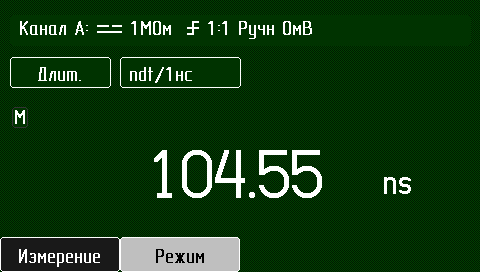 Канал А: 1МОм 1:1 Ручн 0мВ
Длит. ndt/1нс
М
104.55 ns
Измерение Режим